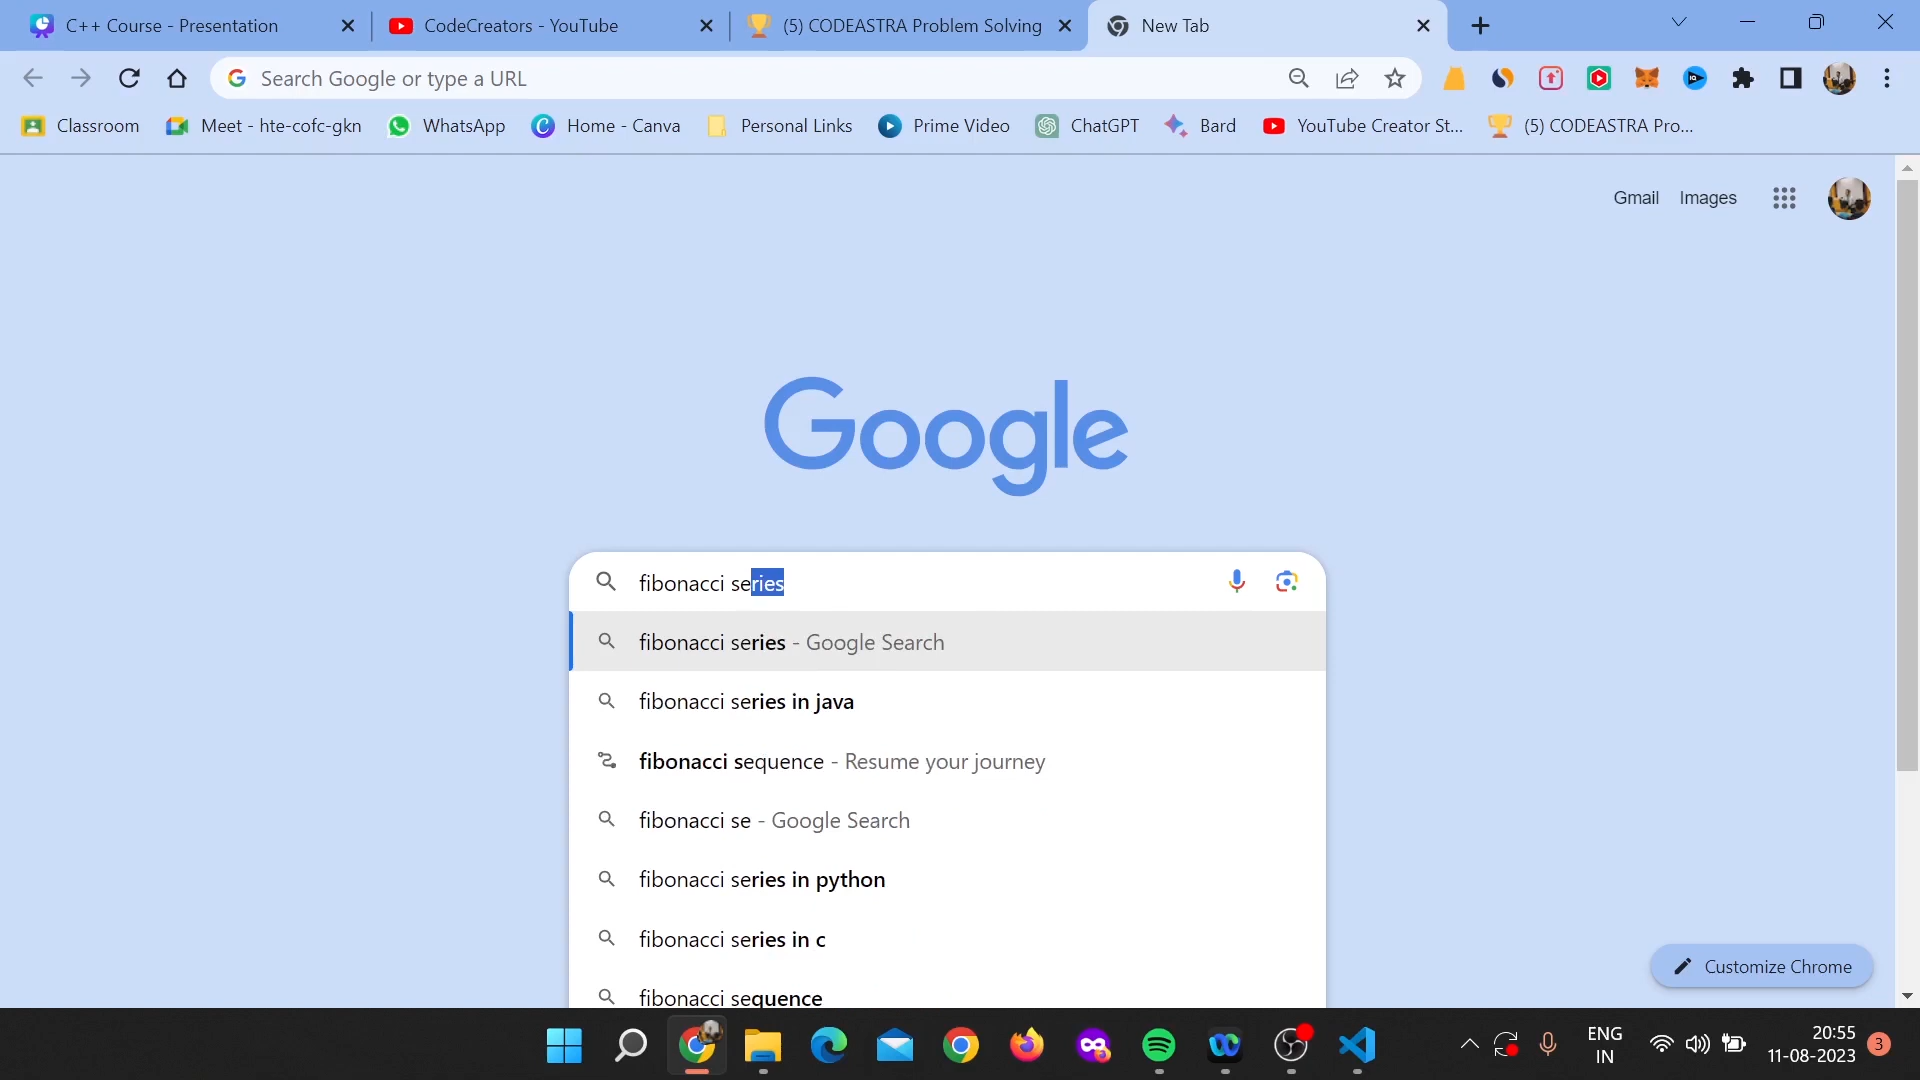 C++ Course - Presentation
CodeCreators - YouTube
(5) CODEASTRA Problem Solving
New Tab
Search Google or type a URL
Classroom
Meet - hte-cofc-gkn
WhatsApp
Home - Canva
Personal Links
Prime Video
ChatGPT
Bard
YouTube Creator St...
(5) CODEASTRA Pro...
Gmail
Images
Google
fibonacci series
fibonacci series - Google Search
fibonacci series in java
fibonacci sequence - Resume your journey
fibonacci se - Google Search
fibonacci series in python
fibonacci series in c
fibonacci sequence
Customize Chrome
ENG
IN
20:55
11-08-2023
3